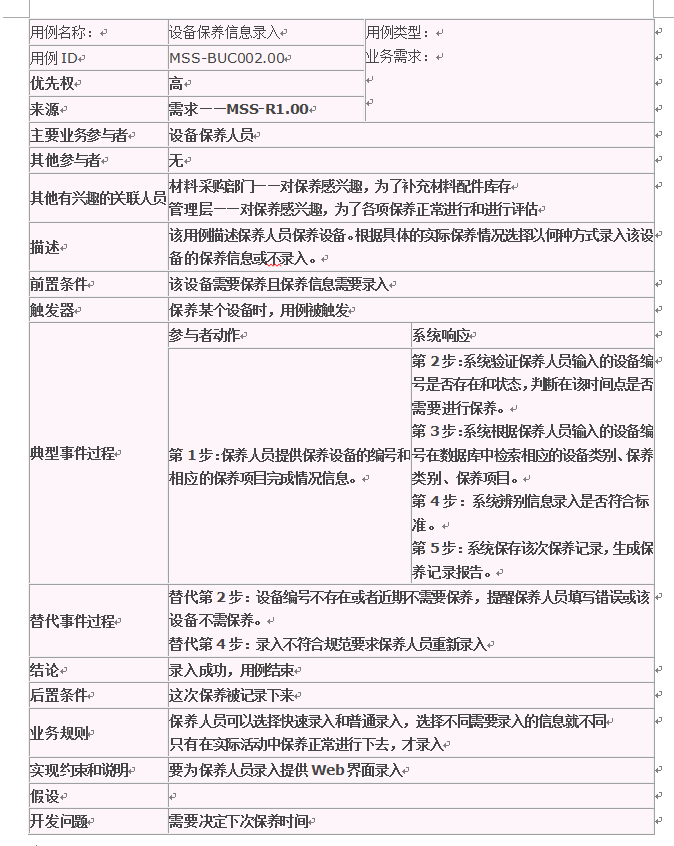 用例名称：
设备保养信息录入
用例类型：
业务需求：
用例ID
MSS-BUC002.00
优先权
高
来源
需求——MSS-R1.00
主要业务参与者
设备保养人员
其他参与者
无
其他有兴趣的关联人员
材料采购部门——对保养感兴趣，为了补充材料配件库存
管理层——对保养感兴趣，为了各项保养正常进行和进行评估
描述
该用例描述保养人员保养设备。根据具体的实际保养情况选择以何种方式录入该设
备的保养信息或不录入。
前置条件
该设备需要保养且保养信息需要录入
触发器
保养某个设备时，用例被触发
典型事件过程
参与者动作
系统响应
第1步:保养人员提供保养设备的编号和
相应的保养项目完成情况信息。
第2步:系统验证保养人员输入的设备编
号是否存在和状态，判断在该时间点是否
需要进行保养。
第3步:系统根据保养人员输入的设备编
号在数据库中检索相应的设备类别、保养
类别、保养项目。
第4步：系统辨别信息录入是否符合标
准。
第5步：系统保存该次保养记录，生成保
养记录报告。
替代事件过程
替代第2步：设备编号不存在或者近期不需要保养，提醒保养人员填写错误或该
设备不需保养。
替代第4步：录入不符合规范要求保养人员重新录入
结论
录入成功，用例结束
后置条件
这次保养被记录下来
业务规则
保养人员可以选择快速录入和普通录入，选择不同需要录入的信息就不同
只有在实际活动中保养正常进行下去，才录入
实现约束和说明
要为保养人员录入提供Web界面录入
假设
开发问题
需要决定下次保养时间